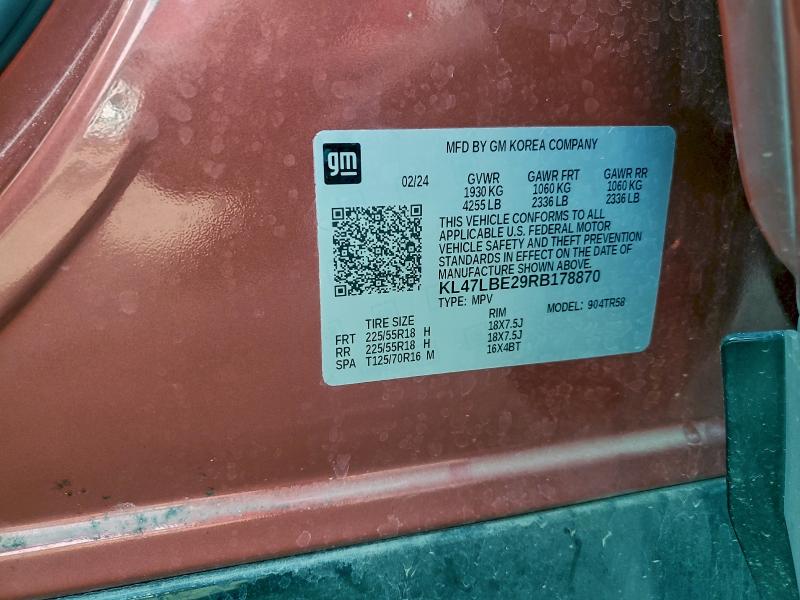 gm
MFD BY GM KOREA COMPANY
02/24 GVWR GAWR FRT GAWR RR
1930 KG 1060 KG 1060 KG
4255 LB 2336 LB 2336 LB
THIS VEHICLE CONFORMS TO ALL
APPLICABLE U.S. FEDERAL MOTOR
VEHICLE SAFETY AND THEFT PREVENTION
STANDARDS IN EFFECT ON THE DATE OF
MANUFACTURE SHOWN ABOVE.
KL47LBE29RB178870
TYPE: MPV MODEL: 904TR58
TIRE SIZE RIM
FRT 225/55R18 H 18X7.5J
RR 225/55R18 H 18X7.5J
SPA T125/70R16 M 16X4BT